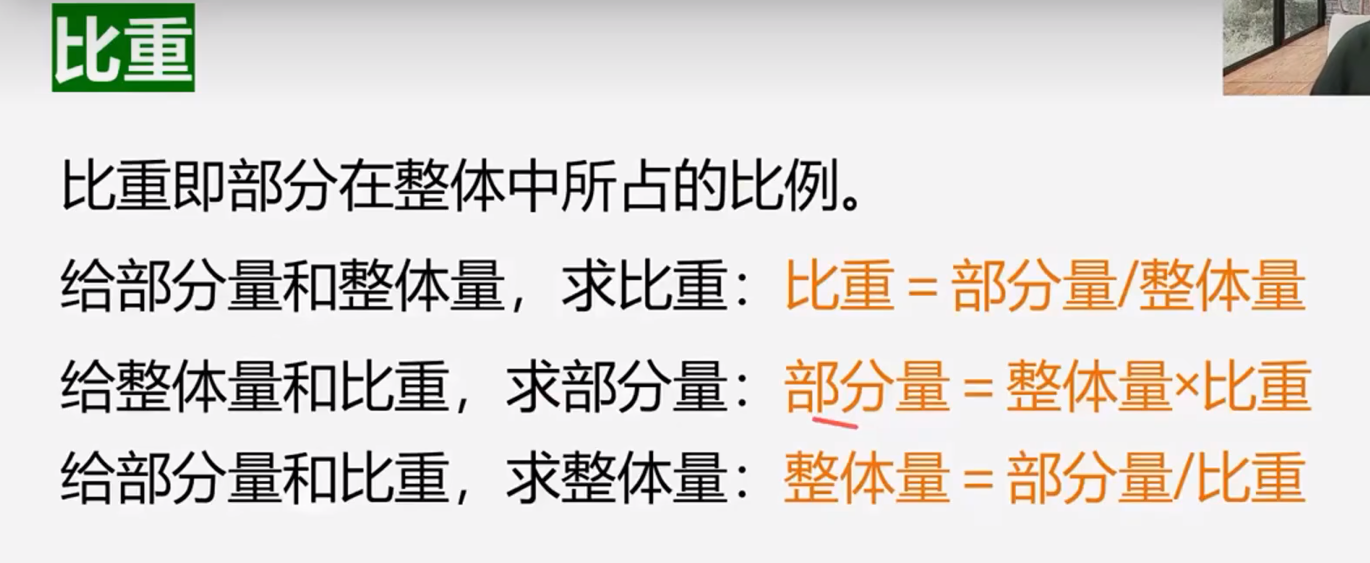 比重
比重即部分在整体中所占的比例。
给部分量和整体量，求比重：比重＝部分量/整体量
给整体量和比重，求部分量：部分量＝整体量×比重
给部分量和比重，求整体量：整体量＝部分量/比重